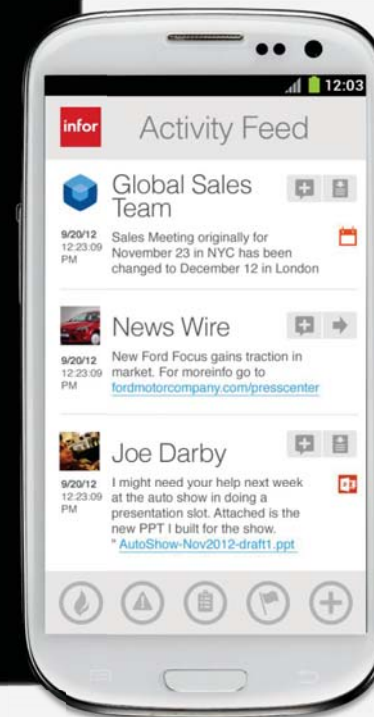 12:03
infor
Activity Feed
Global Sales
Team
9/20/12
12:23:09
PM
Sales Meeting originally for
November 23 in NYC has been
changed to December 12 in London
News Wire
9/20/12
12:23:09
PM
New Ford Focus gains traction in
market. For moreinfo go to
fordmotorcompany.com/presscenter
Joe Darby
9/20/12
12:23:09
PM
I might need your help next week
at the auto show in doing a
presentation slot. Attached is the
new PPT I built for the show.
" AutoShow-Nov2012-draft1.ppt